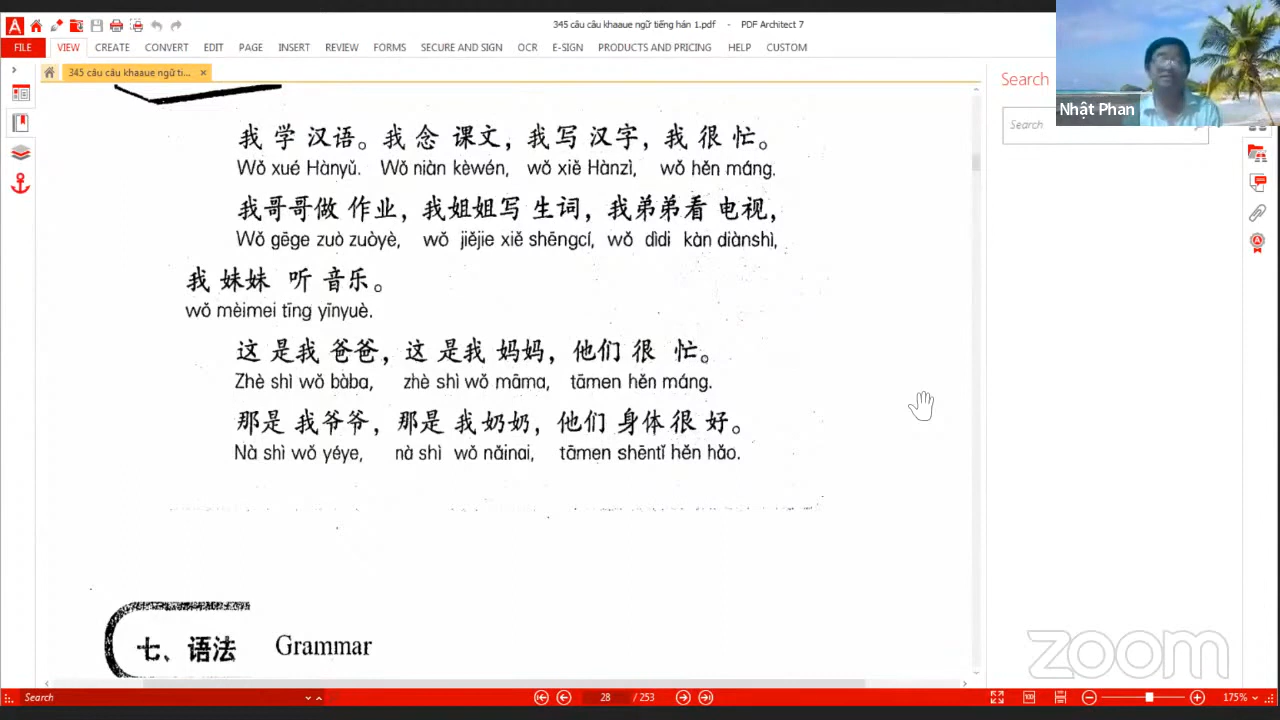 345 câu câu khaaue ngữ tiếng hán 1.pdf - PDF Architect 7
FILE VIEW CREATE CONVERT EDIT PAGE INSERT REVIEW FORMS SECURE AND SIGN OCR E-SIGN PRODUCTS AND PRICING HELP CUSTOM
345 câu câu khaaue ngữ ti... ×
Search
Search
Nhật Phan
我学汉语。我念课文，我写汉字，我很忙。
Wǒ xué Hànyǔ. Wǒ niàn kèwén, wǒ xiě Hànzì, wǒ hěn máng.
我哥哥做作业，我姐姐写生词，我弟弟看电视，
Wǒ gēge zuò zuòyè, wǒ jiějie xiě shēngcí, wǒ dìdi kàn diànshì,
我妹妹听音乐。
wǒ mèimei tīng yīnyuè.
这是我爸爸，这是我妈妈，他们很忙。
Zhè shì wǒ bàba, zhè shì wǒ māma, tāmen hěn máng.
那是我爷爷，那是我奶奶，他们身体很好。
Nà shì wǒ yéye, nà shì wǒ nǎinai, tāmen shēntǐ hěn hǎo.
七、语法 Grammar
zoom
Search 28 / 253 175%